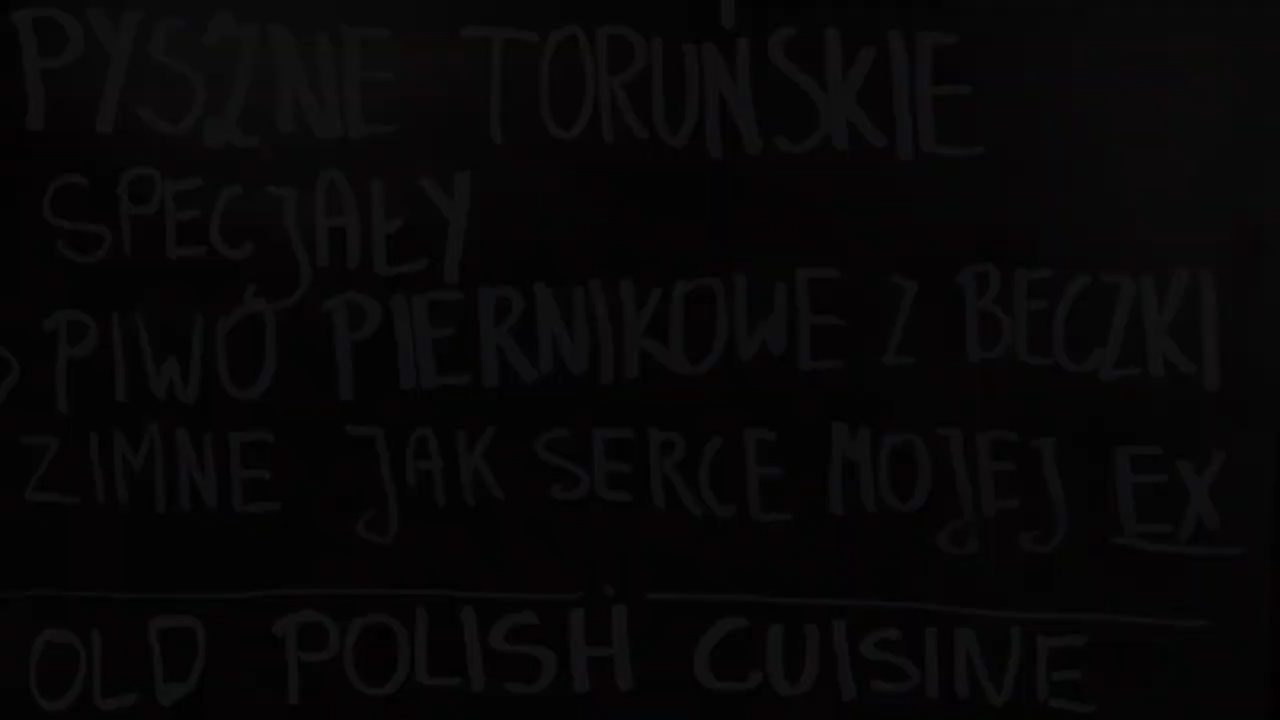 PYSZNE TORUŃSKIE
SPECJAŁY
PIWO PIERNIKOWE Z BECZKI
ZIMNE JAK SERCE MOJEJ EX
OLD POLISH CUISINE